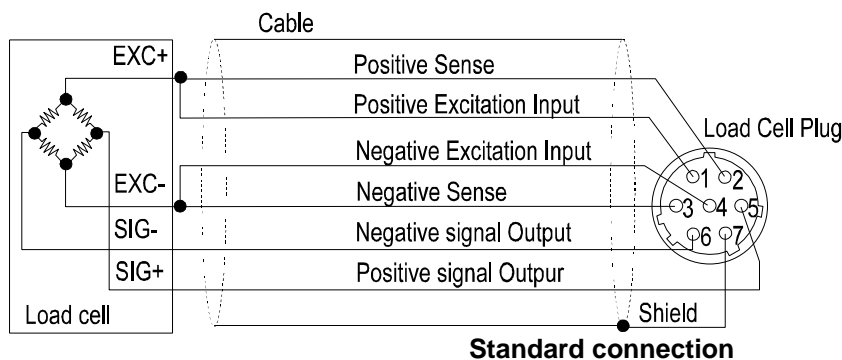 Cable
EXC+
Positive Sense
Positive Excitation Input
Load Cell Plug
Negative Excitation Input
1 2
EXC-
Negative Sense
3 4 5
SIG-
Negative signal Output
6 7
SIG+
Positive signal Outpur
Load cell
Shield
Standard connection